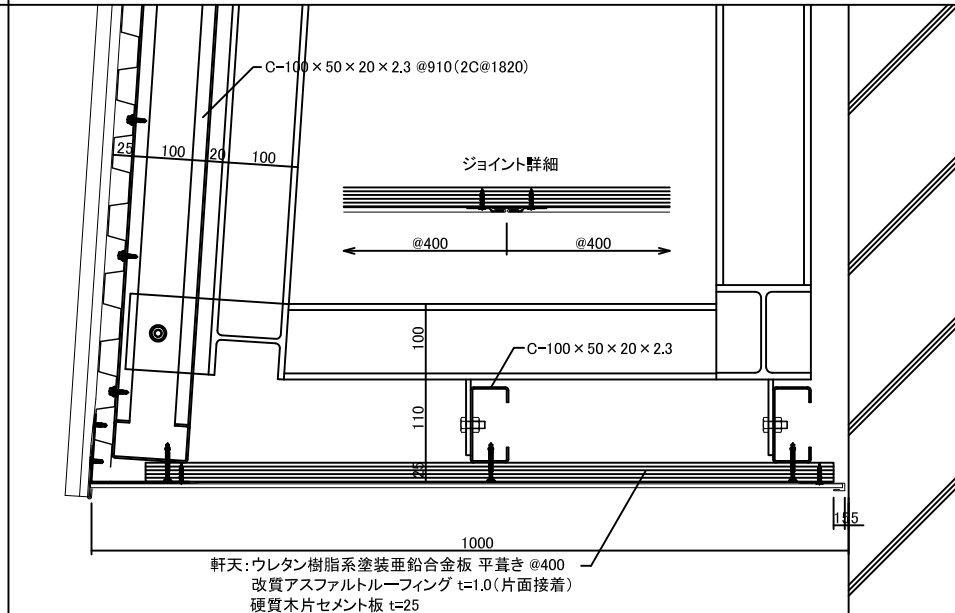 C-100×50×20×2.3 @910(2C@1820)
25 100 20 100
ジョイント詳細
@400 @400
100
C-100×50×20×2.3
110
25
155
1000
軒天:ウレタン樹脂系塗装亜鉛合金板 平葺き @400
改質アスファルトルーフィング t=1.0(片面接着)
硬質木片セメント板 t=25